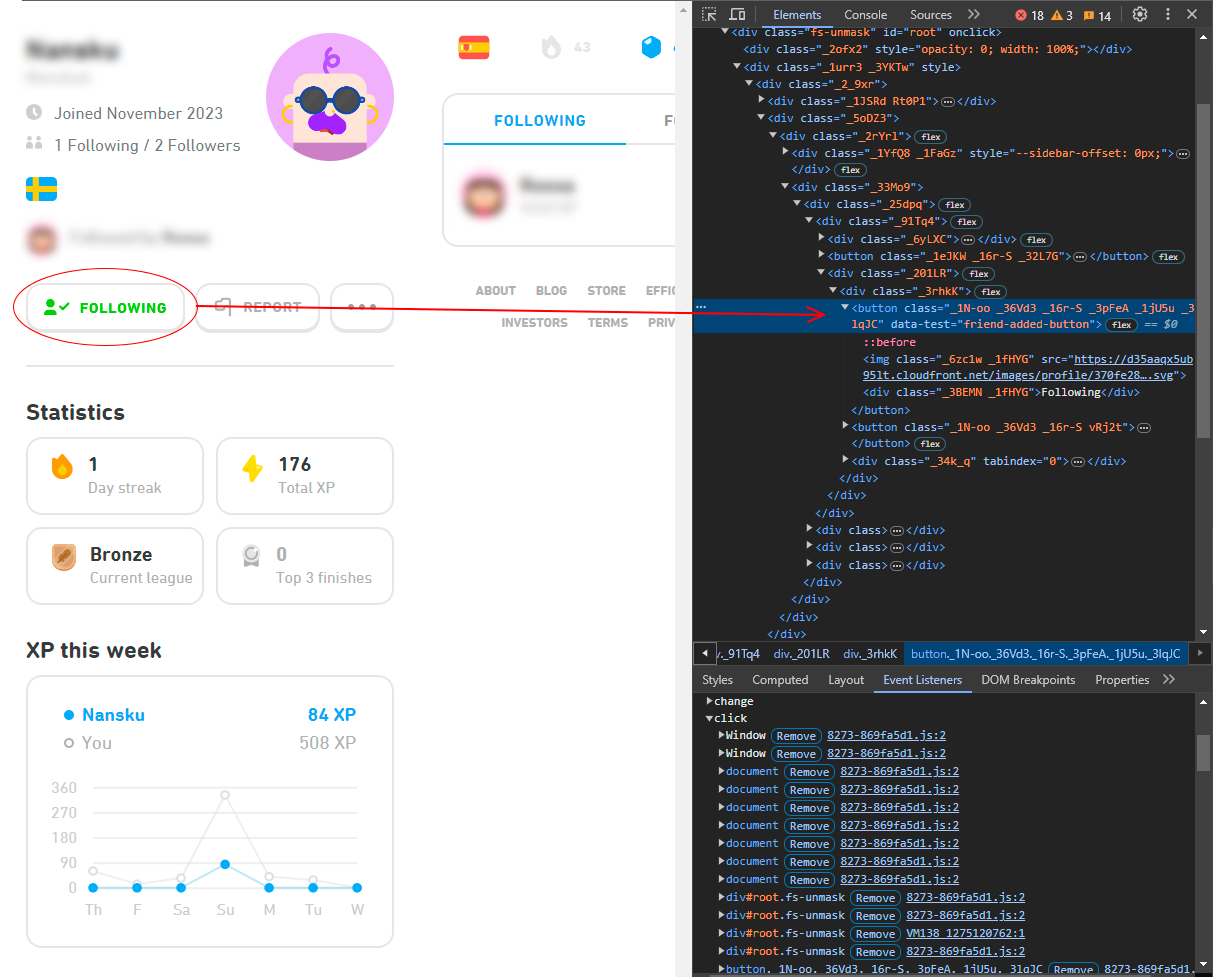 Nansku
43
Joined November 2023
1 Following / 2 Followers
FOLLOWING
Followed by
FOLLOWING
REPORT
ABOUT BLOG STORE EFFIC
INVESTORS TERMS PRIV
Statistics
1
Day streak
176
Total XP
Bronze
Current league
0
Top 3 finishes
XP this week
Nansku 84 XP
You 508 XP
360
270
180
90
0
Th F Sa Su M Tu W
Elements Console Sources 18 3 14
<div class="fs-unmask" id="root" onclick>
<div class="_2ofx2" style="opacity: 0; width: 100%;"></div>
<div class="_1urr3 _3YKTw" style>
<div class="_2_9xr">
<div class="_1JSRd Rt0P1"></div>
<div class="_5oDZ3">
<div class="_2rYrl"> flex
<div class="_1YfQ8 _1FaGz" style="--sidebar-offset: 0px;">
</div> flex
<div class="_33Mo9">
<div class="_25dpq"> flex
<div class="_91Tq4"> flex
<div class="_6yLXC"></div> flex
<button class="_1eJKW _16r-S _32L7G"></button> flex
<div class="_201LR"> flex
<div class="_3rhkK"> flex
<button class="_1N-oo _36Vd3 _16r-S _3pFeA _1jU5u _3
lqJC" data-test="friend-added-button"> flex == $0
::before
<img class="_6zc1w _1fHYG" src="https://d35aaqx5ub
95lt.cloudfront.net/images/profile/370fe28….svg">
<div class="_3BEMN _1fHYG">Following</div>
</button>
<button class="_1N-oo _36Vd3 _16r-S vRj2t">
</button> flex
<div class="_34k_q" tabindex="0"></div>
</div>
</div>
</div>
<div class></div>
<div class></div>
<div class></div>
</div>
</div>
</div>
</div>
/._91Tq4 div._201LR div._3rhkK button._1N-oo._36Vd3._16r-S._3pFeA._1jU5u._3lqJC
Styles Computed Layout Event Listeners DOM Breakpoints Properties
change
click
Window Remove 8273-869fa5d1.js:2
Window Remove 8273-869fa5d1.js:2
document Remove 8273-869fa5d1.js:2
document Remove 8273-869fa5d1.js:2
document Remove 8273-869fa5d1.js:2
document Remove 8273-869fa5d1.js:2
document Remove 8273-869fa5d1.js:2
document Remove 8273-869fa5d1.js:2
document Remove 8273-869fa5d1.js:2
div#root.fs-unmask Remove 8273-869fa5d1.js:2
div#root.fs-unmask Remove 8273-869fa5d1.js:2
div#root.fs-unmask Remove VM138 1275120762:1
div#root.fs-unmask Remove 8273-869fa5d1.js:2
button._1N-oo._36Vd3._16r-S._3pFeA._1jU5u._3lqJC Remove 8273-869fa5d1.